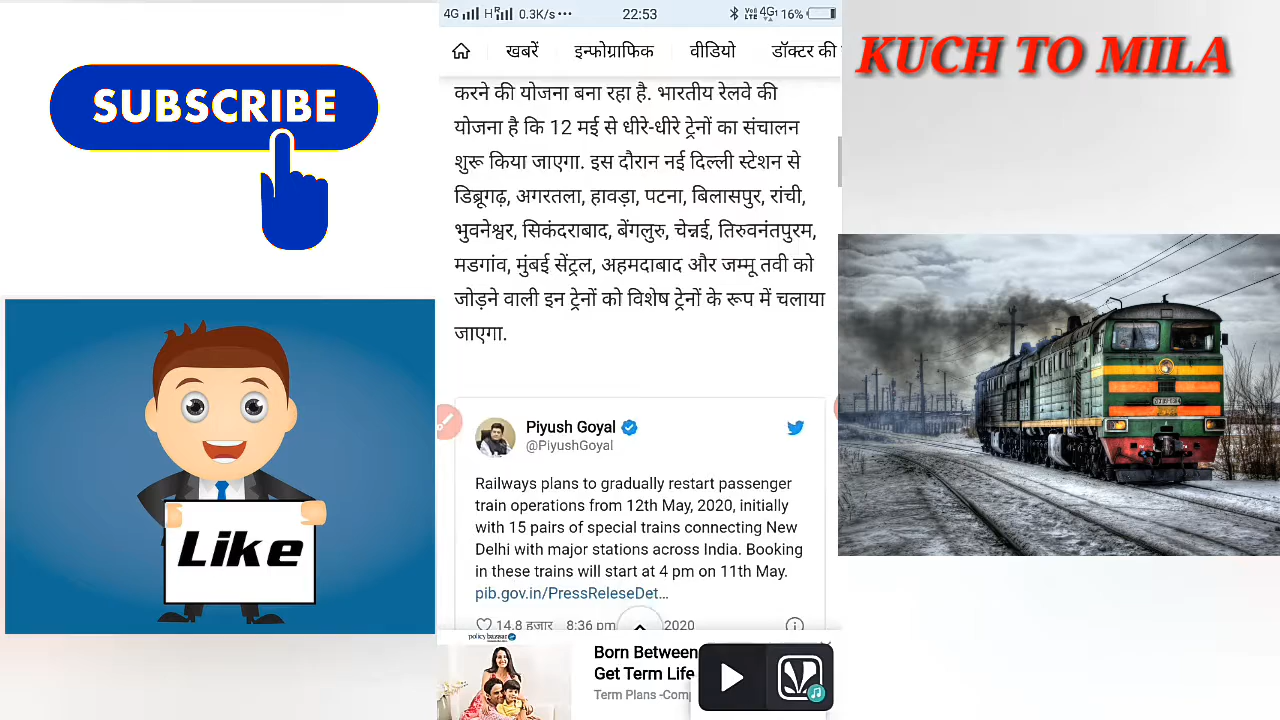 SUBSCRIBE
Like
4G H R 0.3K/s ••• 22:53 4G 16%
खबरें इन्फोग्राफिक वीडियो डॉक्टर की
करने की योजना बना रहा है. भारतीय रेलवे की
योजना है कि 12 मई से धीरे-धीरे ट्रेनों का संचालन
शुरू किया जाएगा. इस दौरान नई दिल्ली स्टेशन से
डिब्रूगढ़, अगरतला, हावड़ा, पटना, बिलासपुर, रांची,
भुवनेश्वर, सिकंदराबाद, बेंगलुरु, चेन्नई, तिरुवनंतपुरम,
मडगांव, मुंबई सेंट्रल, अहमदाबाद और जम्मू तवी को
जोड़ने वाली इन ट्रेनों को विशेष ट्रेनों के रूप में चलाया
जाएगा.
Piyush Goyal
@PiyushGoyal
Railways plans to gradually restart passenger
train operations from 12th May, 2020, initially
with 15 pairs of special trains connecting New
Delhi with major stations across India. Booking
in these trains will start at 4 pm on 11th May.
pib.gov.in/PressReleseDet…
14.8 हज़ार 8:36 pm 2020
policybazaar
Born Between
Get Term Life
Term Plans -Com
KUCH TO MILA